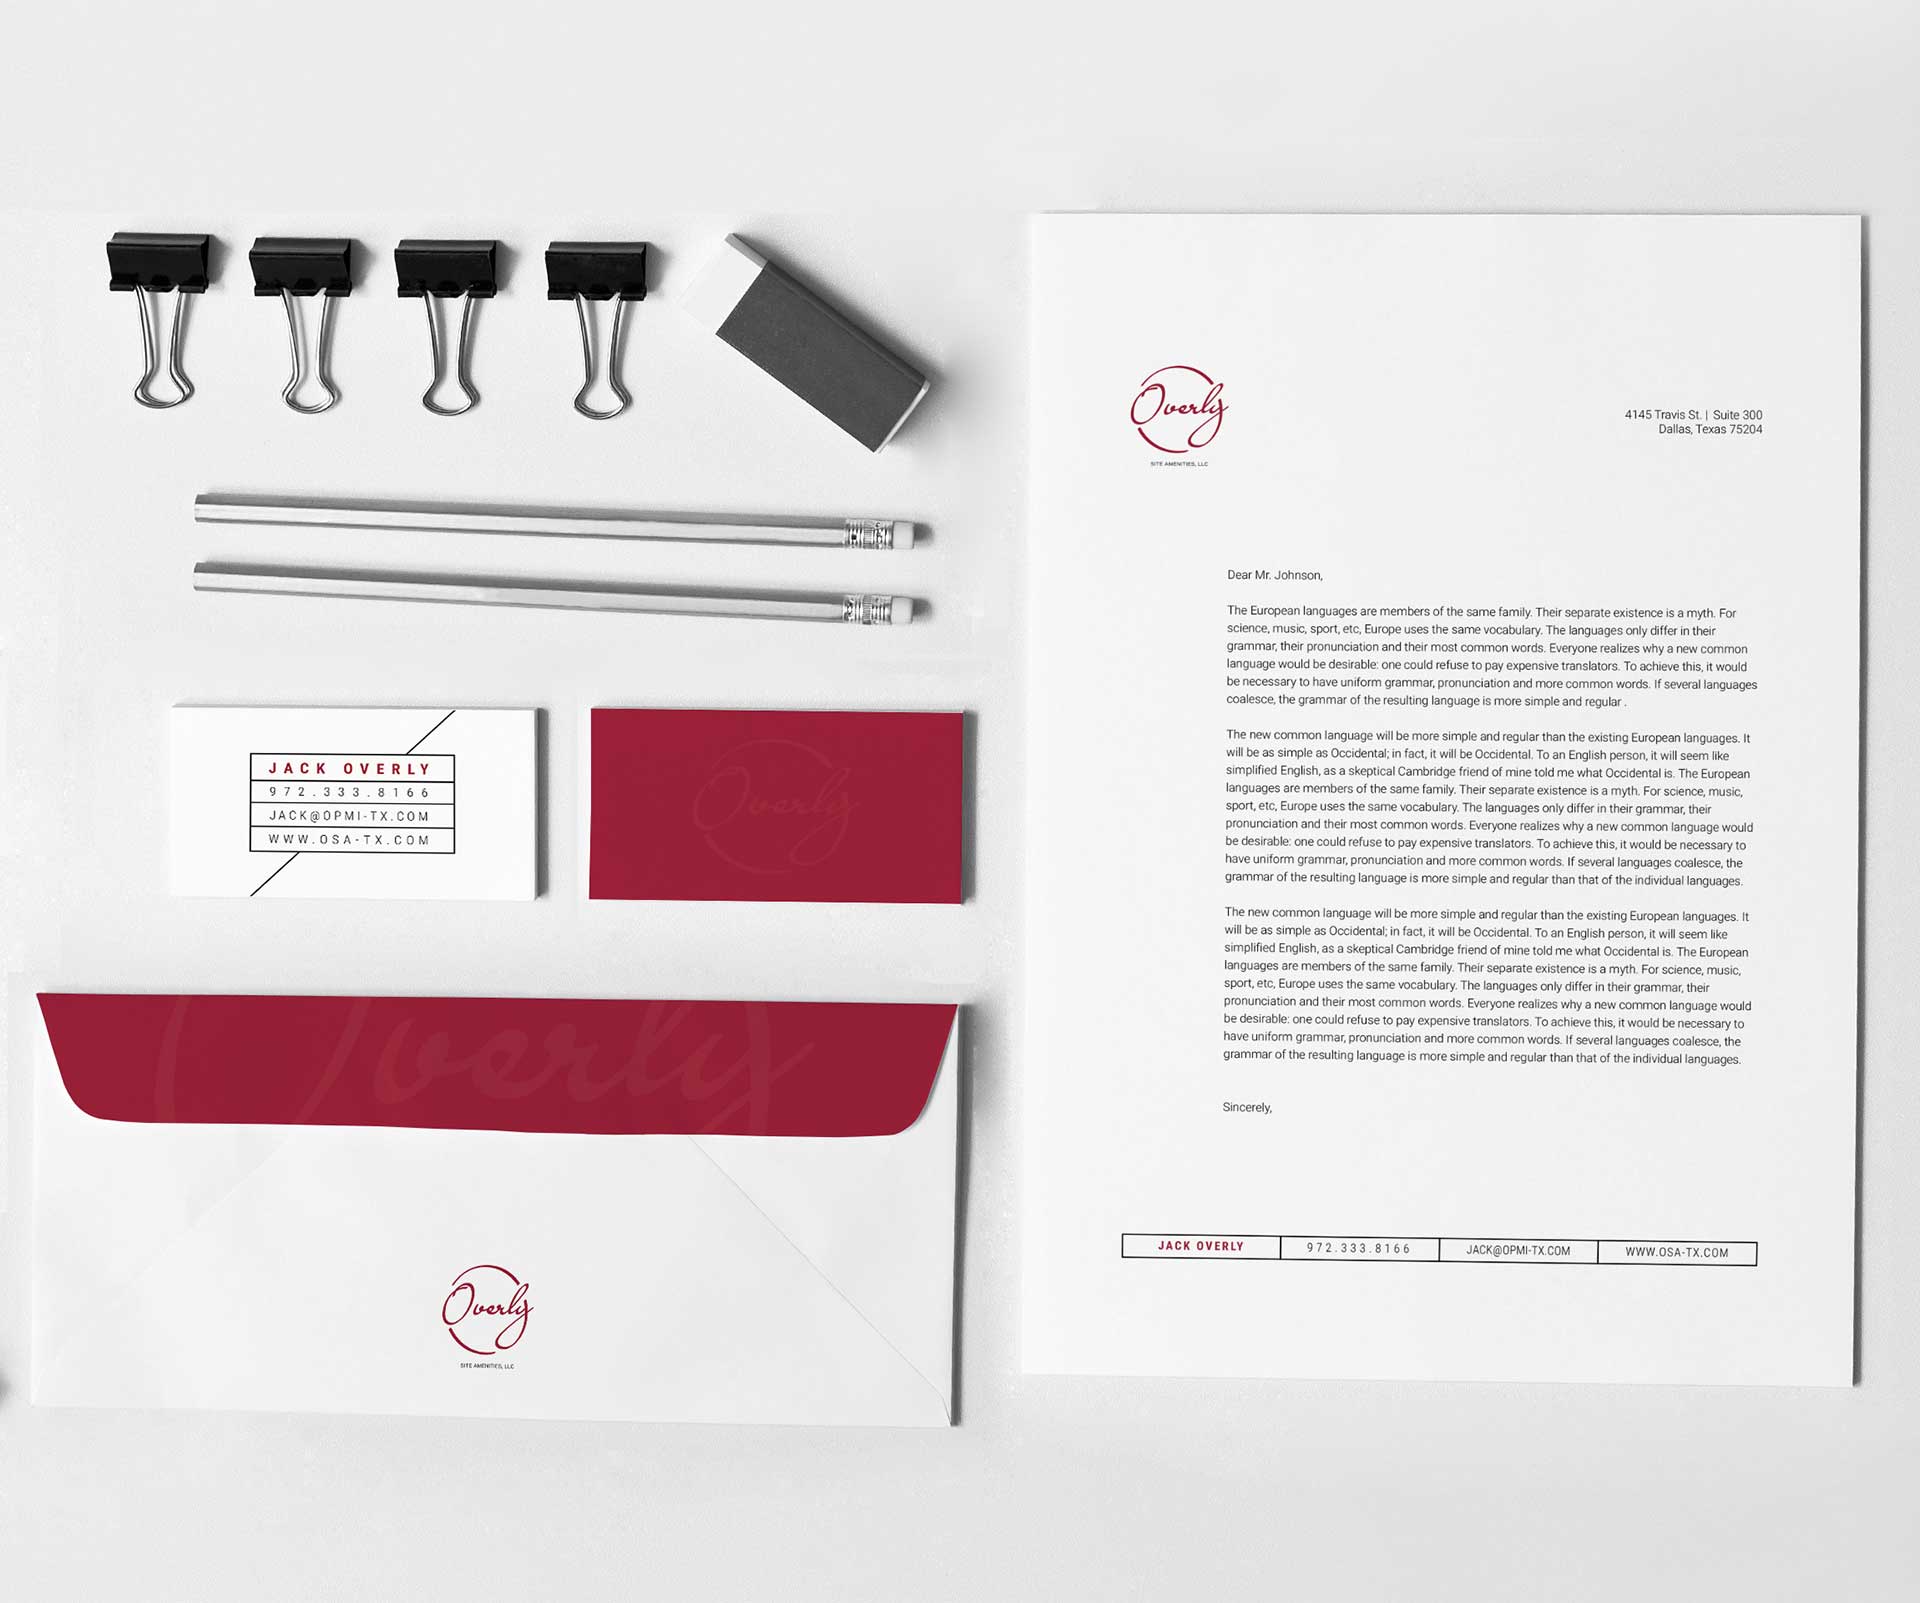 JACK OVERLY
972.333.8166
JACK@OPMI-TX.COM
WWW.OSA-TX.COM
Overly
Overly
Overly
SITE AMENITIES, LLC
Overly
SITE AMENITIES, LLC
4145 Travis St. | Suite 300
Dallas, Texas 75204
Dear Mr. Johnson,
The European languages are members of the same family. Their separate existence is a myth. For
science, music, sport, etc, Europe uses the same vocabulary. The languages only differ in their
grammar, their pronunciation and their most common words. Everyone realizes why a new common
language would be desirable: one could refuse to pay expensive translators. To achieve this, it would
be necessary to have uniform grammar, pronunciation and more common words. If several languages
coalesce, the grammar of the resulting language is more simple and regular .
The new common language will be more simple and regular than the existing European languages. It
will be as simple as Occidental; in fact, it will be Occidental. To an English person, it will seem like
simplified English, as a skeptical Cambridge friend of mine told me what Occidental is. The European
languages are members of the same family. Their separate existence is a myth. For science, music,
sport, etc, Europe uses the same vocabulary. The languages only differ in their grammar, their
pronunciation and their most common words. Everyone realizes why a new common language would
be desirable: one could refuse to pay expensive translators. To achieve this, it would be necessary to
have uniform grammar, pronunciation and more common words. If several languages coalesce, the
grammar of the resulting language is more simple and regular than that of the individual languages.
The new common language will be more simple and regular than the existing European languages. It
will be as simple as Occidental; in fact, it will be Occidental. To an English person, it will seem like
simplified English, as a skeptical Cambridge friend of mine told me what Occidental is. The European
languages are members of the same family. Their separate existence is a myth. For science, music,
sport, etc, Europe uses the same vocabulary. The languages only differ in their grammar, their
pronunciation and their most common words. Everyone realizes why a new common language would
be desirable: one could refuse to pay expensive translators. To achieve this, it would be necessary to
have uniform grammar, pronunciation and more common words. If several languages coalesce, the
grammar of the resulting language is more simple and regular than that of the individual languages.
Sincerely,
JACK OVERLY 972.333.8166 JACK@OPMI-TX.COM WWW.OSA-TX.COM